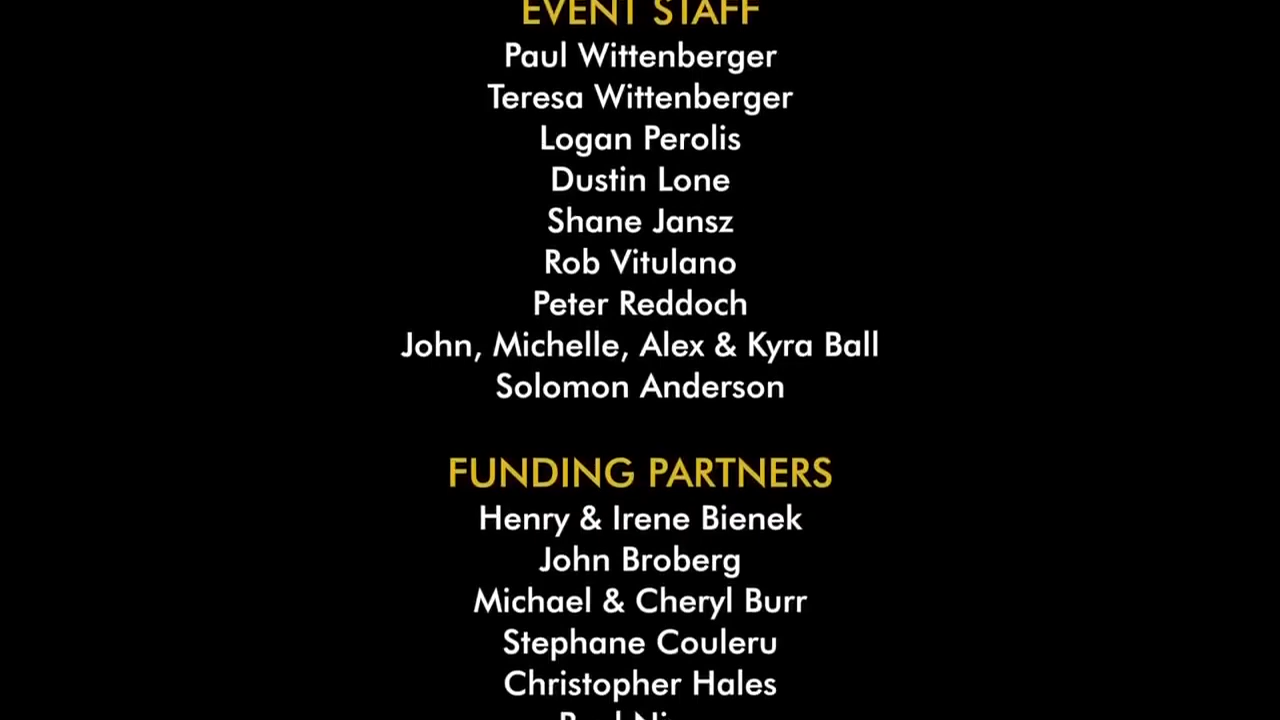 EVENT STAFF
Paul Wittenberger
Teresa Wittenberger
Logan Perolis
Dustin Lone
Shane Jansz
Rob Vitulano
Peter Reddoch
John, Michelle, Alex & Kyra Ball
Solomon Anderson
FUNDING PARTNERS
Henry & Irene Bienek
John Broberg
Michael & Cheryl Burr
Stephane Couleru
Christopher Hales